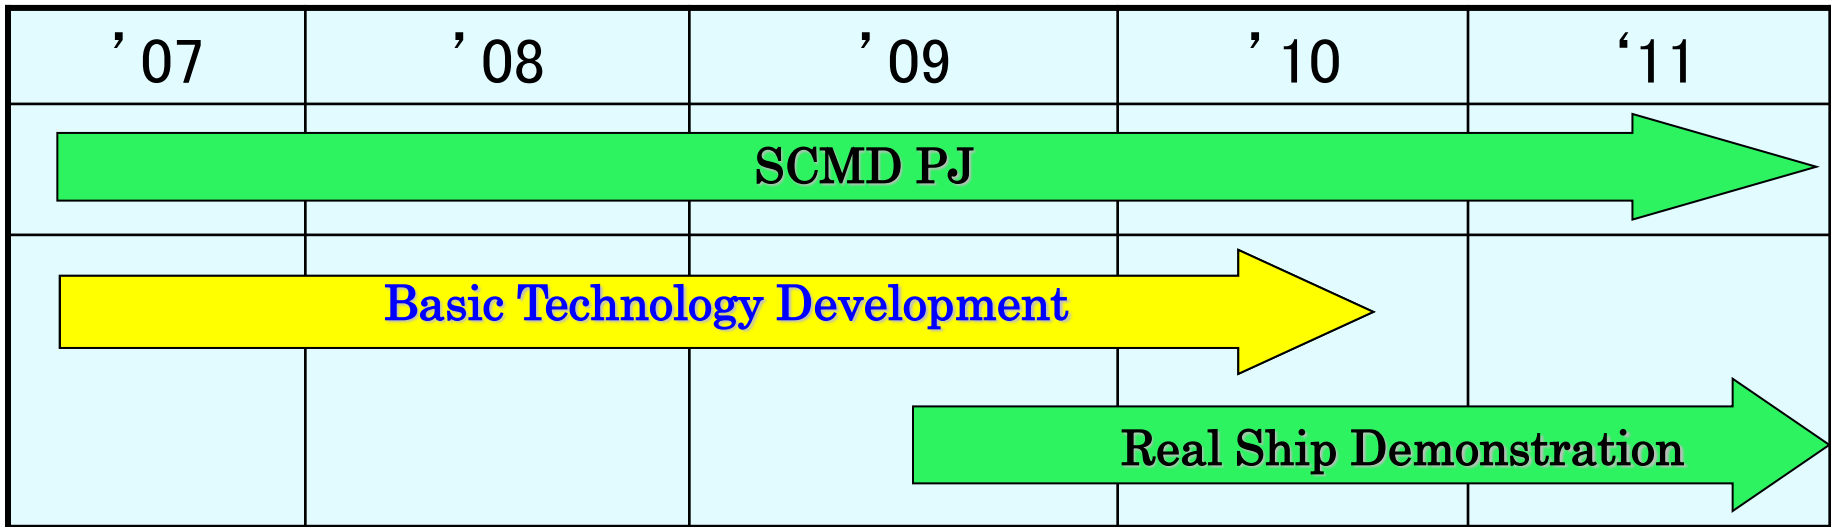 ’07 ’08 ’09 ’10 ‘11
SCMD PJ
Basic Technology Development
Real Ship Demonstration